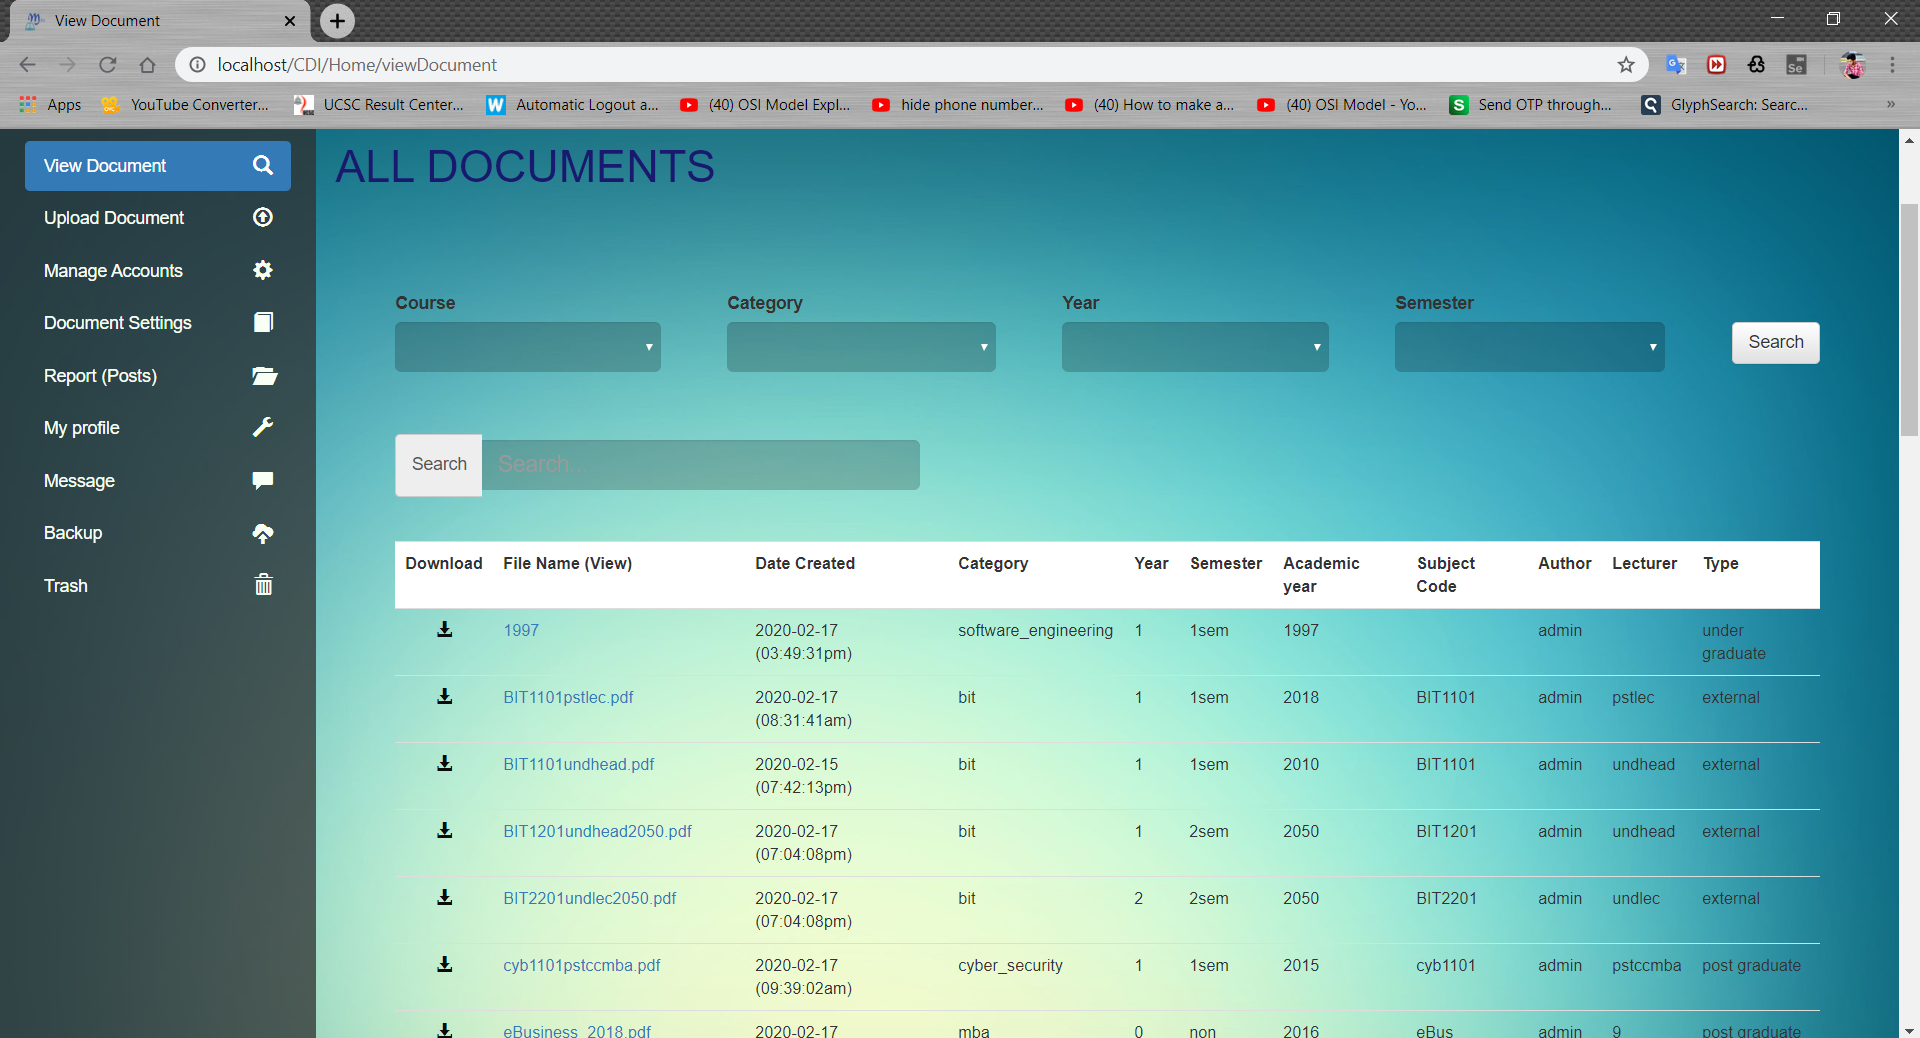 View Document
localhost/CDI/Home/viewDocument
Apps YouTube Converter... UCSC Result Center... Automatic Logout a... (40) OSI Model Expl... hide phone number... (40) How to make a... (40) OSI Model - Yo... Send OTP through... GlyphSearch: Searc... »
View Document
Upload Document
Manage Accounts
Document Settings
Report (Posts)
My profile
Message
Backup
Trash
ALL DOCUMENTS
Course Category Year Semester
Search
Search Search...
Download File Name (View) Date Created Category Year Semester Academic Subject Author Lecturer Type
year Code
1997 2020-02-17 software_engineering 1 1sem 1997 admin under
(03:49:31pm) graduate
BIT1101pstlec.pdf 2020-02-17 bit 1 1sem 2018 BIT1101 admin pstlec external
(08:31:41am)
BIT1101undhead.pdf 2020-02-15 bit 1 1sem 2010 BIT1101 admin undhead external
(07:42:13pm)
BIT1201undhead2050.pdf 2020-02-17 bit 1 2sem 2050 BIT1201 admin undhead external
(07:04:08pm)
BIT2201undlec2050.pdf 2020-02-17 bit 2 2sem 2050 BIT2201 admin undlec external
(07:04:08pm)
cyb1101pstccmba.pdf 2020-02-17 cyber_security 1 1sem 2015 cyb1101 admin pstccmba post graduate
(09:39:02am)
eBusiness_2018.pdf 2020-02-17 mba 0 non 2016 eBus admin 9 post graduate